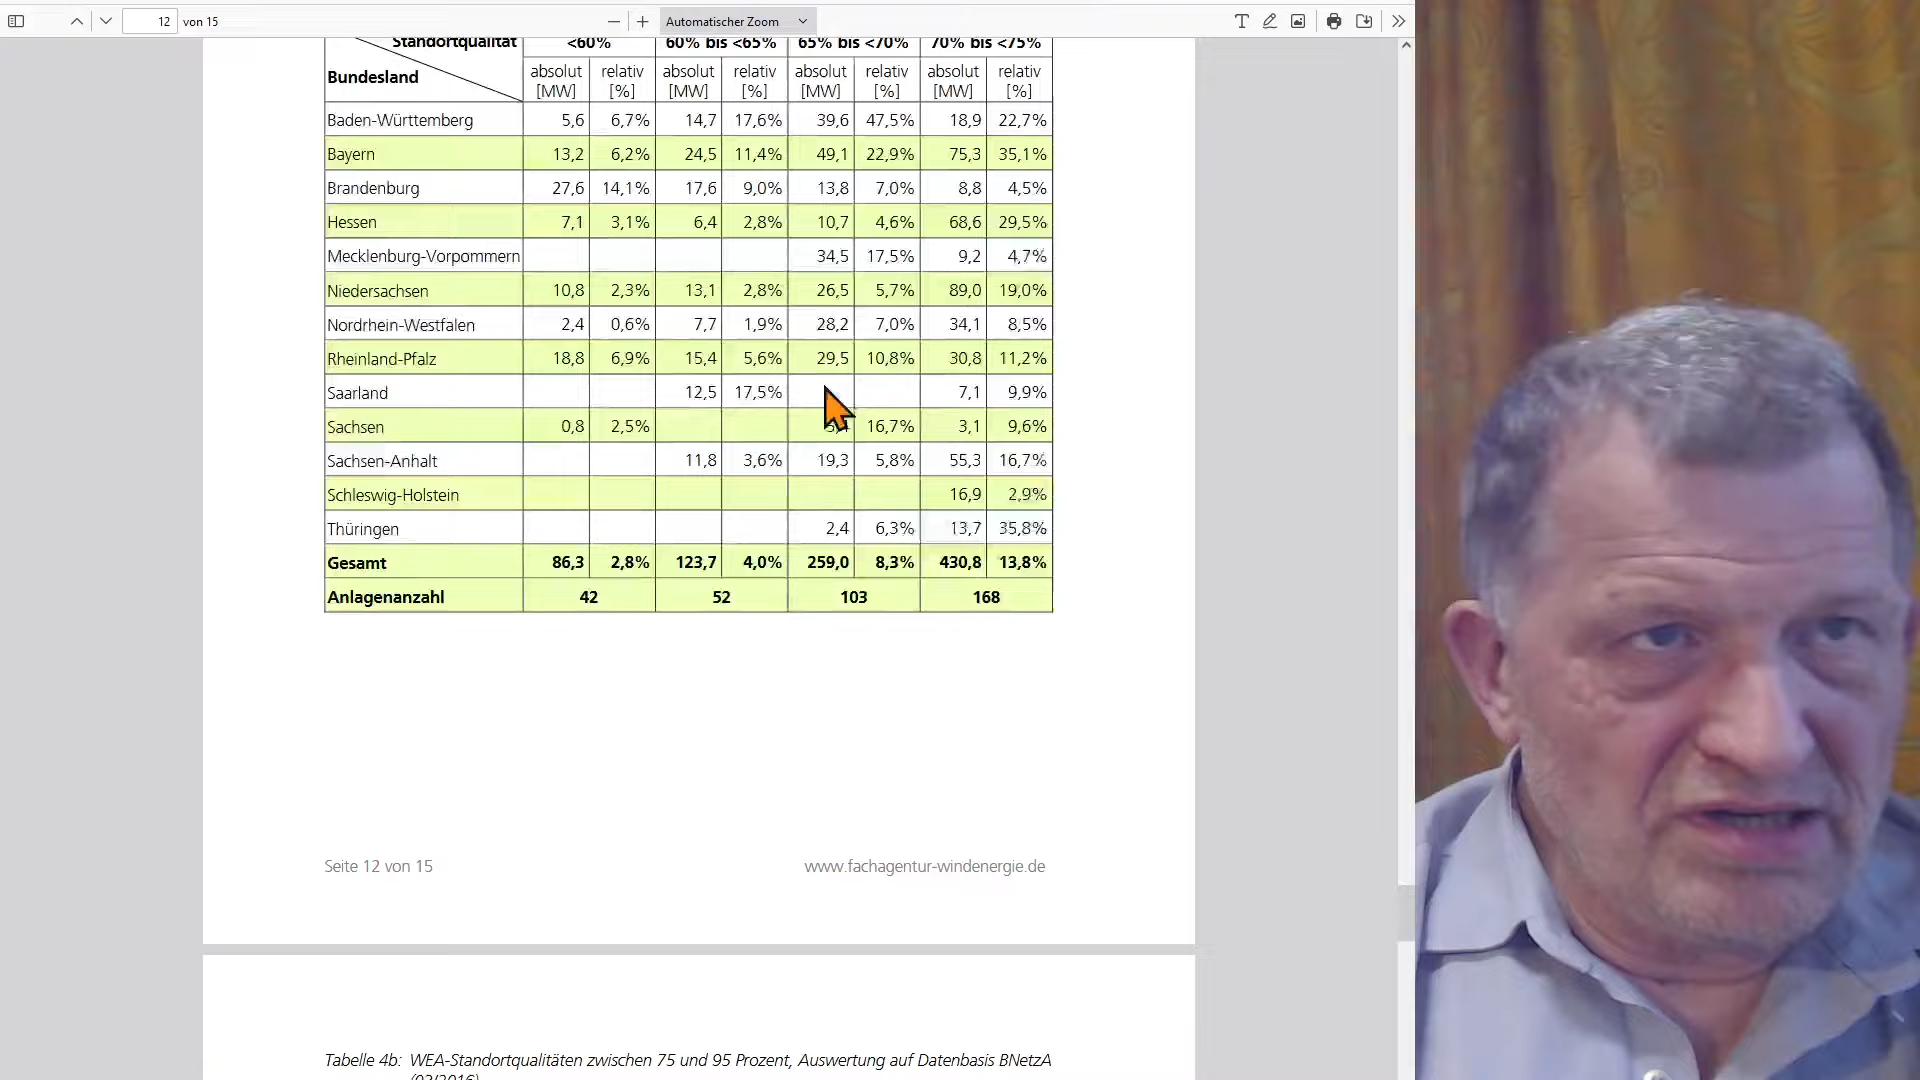 12 von 15 Automatischer Zoom
Standortqualität <60% 60% bis <65% 65% bis <70% 70% bis <75%
Bundesland absolut [MW] relativ [%] absolut [MW] relativ [%] absolut [MW] relativ [%] absolut [MW] relativ [%]
Baden-Württemberg 5,6 6,7% 14,7 17,6% 39,6 47,5% 18,9 22,7%
Bayern 13,2 6,2% 24,5 11,4% 49,1 22,9% 75,3 35,1%
Brandenburg 27,6 14,1% 17,6 9,0% 13,8 7,0% 8,8 4,5%
Hessen 7,1 3,1% 6,4 2,8% 10,7 4,6% 68,6 29,5%
Mecklenburg-Vorpommern 34,5 17,5% 9,2 4,7%
Niedersachsen 10,8 2,3% 13,1 2,8% 26,5 5,7% 89,0 19,0%
Nordrhein-Westfalen 2,4 0,6% 7,7 1,9% 28,2 7,0% 34,1 8,5%
Rheinland-Pfalz 18,8 6,9% 15,4 5,6% 29,5 10,8% 30,8 11,2%
Saarland 12,5 17,5% 7,1 9,9%
Sachsen 0,8 2,5% 16,7% 3,1 9,6%
Sachsen-Anhalt 11,8 3,6% 19,3 5,8% 55,3 16,7%
Schleswig-Holstein 16,9 2,9%
Thüringen 2,4 6,3% 13,7 35,8%
Gesamt 86,3 2,8% 123,7 4,0% 259,0 8,3% 430,8 13,8%
Anlagenanzahl 42 52 103 168
Seite 12 von 15 www.fachagentur-windenergie.de
Tabelle 4b: WEA-Standortqualitäten zwischen 75 und 95 Prozent, Auswertung auf Datenbasis BNetzA